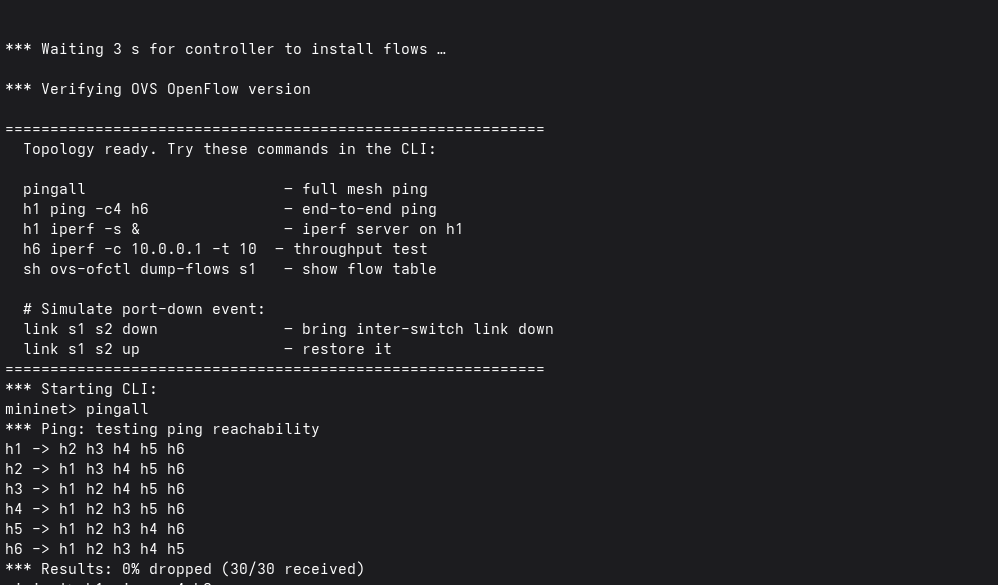 *** Waiting 3 s for controller to install flows …
*** Verifying OVS OpenFlow version
============================================================
Topology ready. Try these commands in the CLI:
pingall                      – full mesh ping
h1 ping -c4 h6               – end-to-end ping
h1 iperf -s &                – iperf server on h1
h6 iperf -c 10.0.0.1 -t 10  – throughput test
sh ovs-ofctl dump-flows s1   – show flow table
# Simulate port-down event:
link s1 s2 down              – bring inter-switch link down
link s1 s2 up                – restore it
============================================================
*** Starting CLI:
mininet> pingall
*** Ping: testing ping reachability
h1 -> h2 h3 h4 h5 h6
h2 -> h1 h3 h4 h5 h6
h3 -> h1 h2 h4 h5 h6
h4 -> h1 h2 h3 h5 h6
h5 -> h1 h2 h3 h4 h6
h6 -> h1 h2 h3 h4 h5
*** Results: 0% dropped (30/30 received)